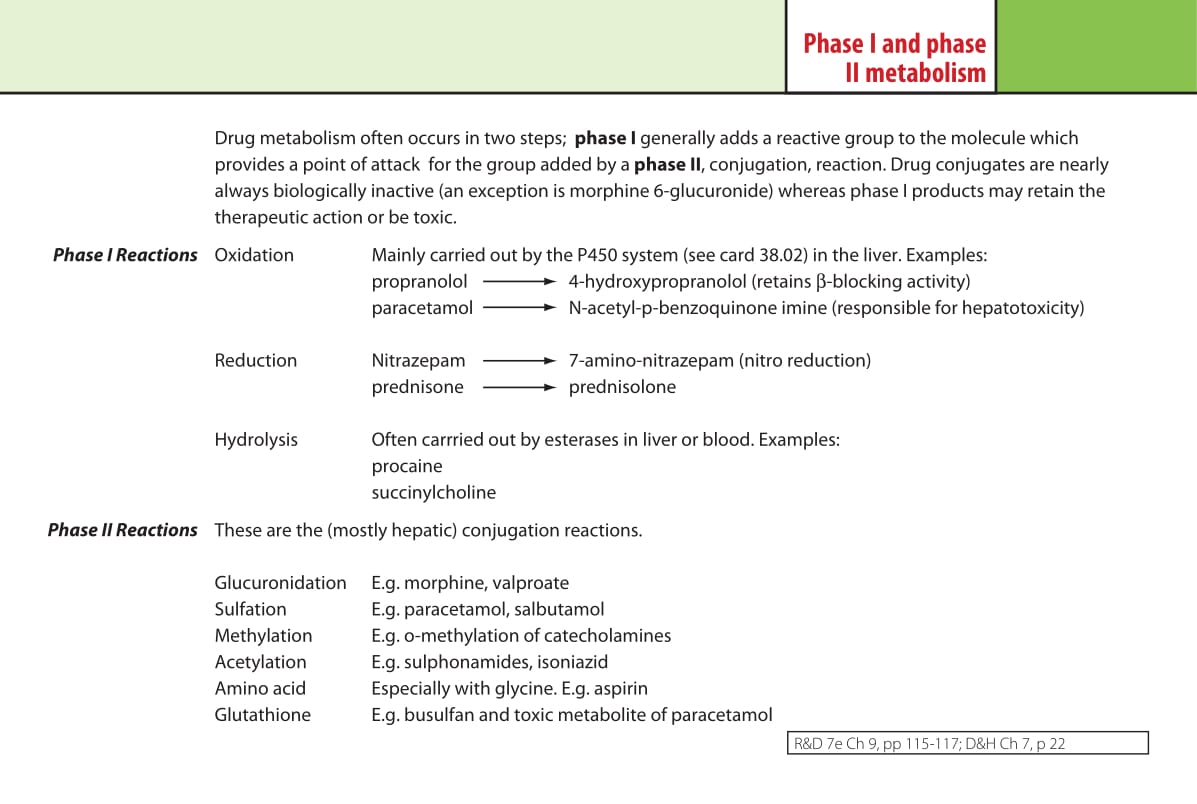 Phase I and phase
II metabolism
Drug metabolism often occurs in two steps; phase I generally adds a reactive group to the molecule which
provides a point of attack for the group added by a phase II, conjugation, reaction. Drug conjugates are nearly
always biologically inactive (an exception is morphine 6-glucuronide) whereas phase I products may retain the
therapeutic action or be toxic.
Phase I Reactions Oxidation Mainly carried out by the P450 system (see card 38.02) in the liver. Examples:
propranolol → 4-hydroxypropranolol (retains β-blocking activity)
paracetamol → N-acetyl-p-benzoquinone imine (responsible for hepatotoxicity)
Reduction Nitrazepam → 7-amino-nitrazepam (nitro reduction)
prednisone → prednisolone
Hydrolysis Often carrried out by esterases in liver or blood. Examples:
procaine
succinylcholine
Phase II Reactions These are the (mostly hepatic) conjugation reactions.
Glucuronidation E.g. morphine, valproate
Sulfation E.g. paracetamol, salbutamol
Methylation E.g. o-methylation of catecholamines
Acetylation E.g. sulphonamides, isoniazid
Amino acid Especially with glycine. E.g. aspirin
Glutathione E.g. busulfan and toxic metabolite of paracetamol
R&D 7e Ch 9, pp 115-117; D&H Ch 7, p 22